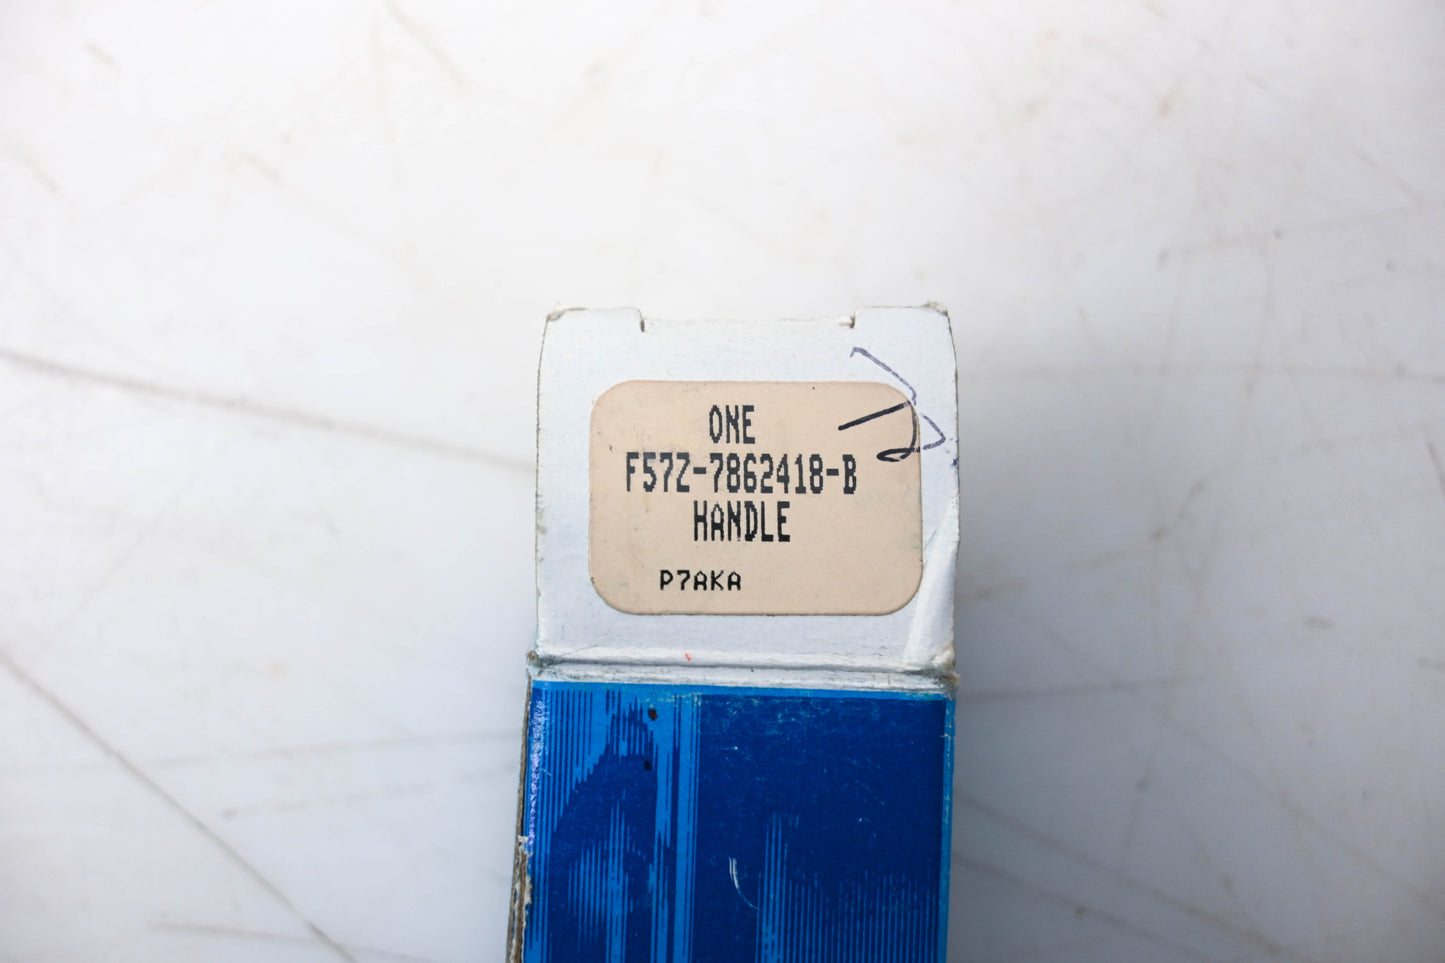 ONE
F57Z-7862418-B
HANDLE
P7AKA